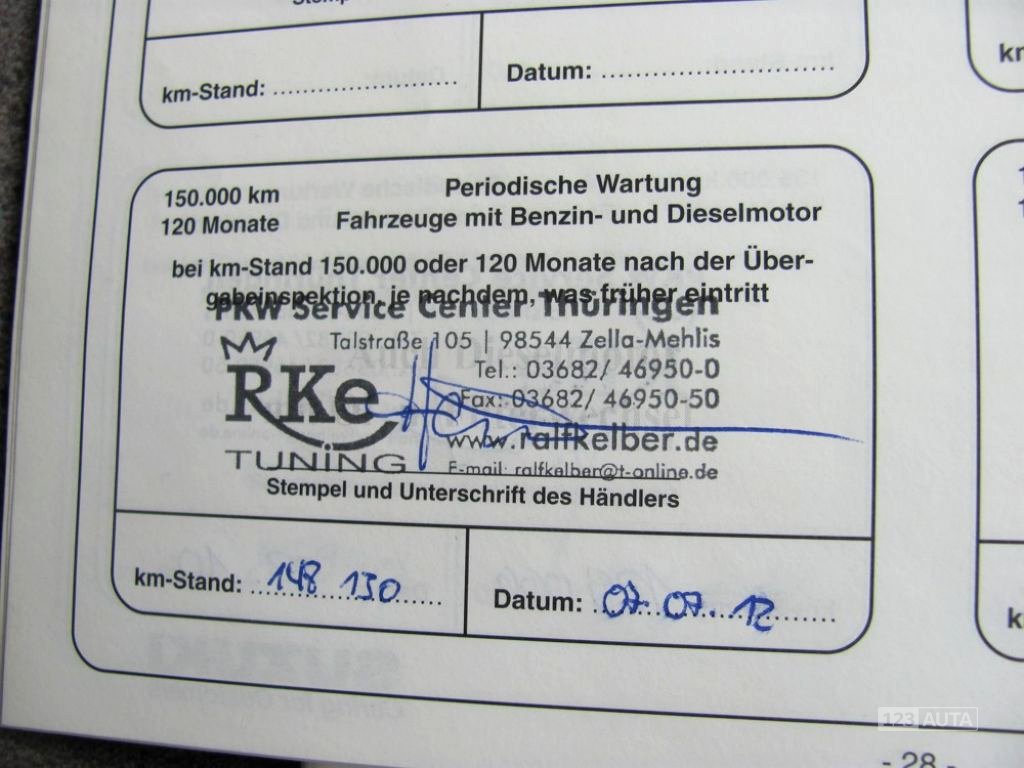 km-Stand: Datum:
150.000 km Periodische Wartung
120 Monate Fahrzeuge mit Benzin- und Dieselmotor
bei km-Stand 150.000 oder 120 Monate nach der Über-
gabeinspektion, je nachdem, was früher eintritt
PKW Service Center Thüringen
Talstraße 105 | 98544 Zella-Mehlis
Tel.: 03682/ 46950-0
Fax: 03682/ 46950-50
RKe
www.ralfkelber.de
TUNING
E-mail: ralfkelber@t-online.de
Stempel und Unterschrift des Händlers
km-Stand: 148 130 Datum: 07.07.12
123 AUTA
- 28 -